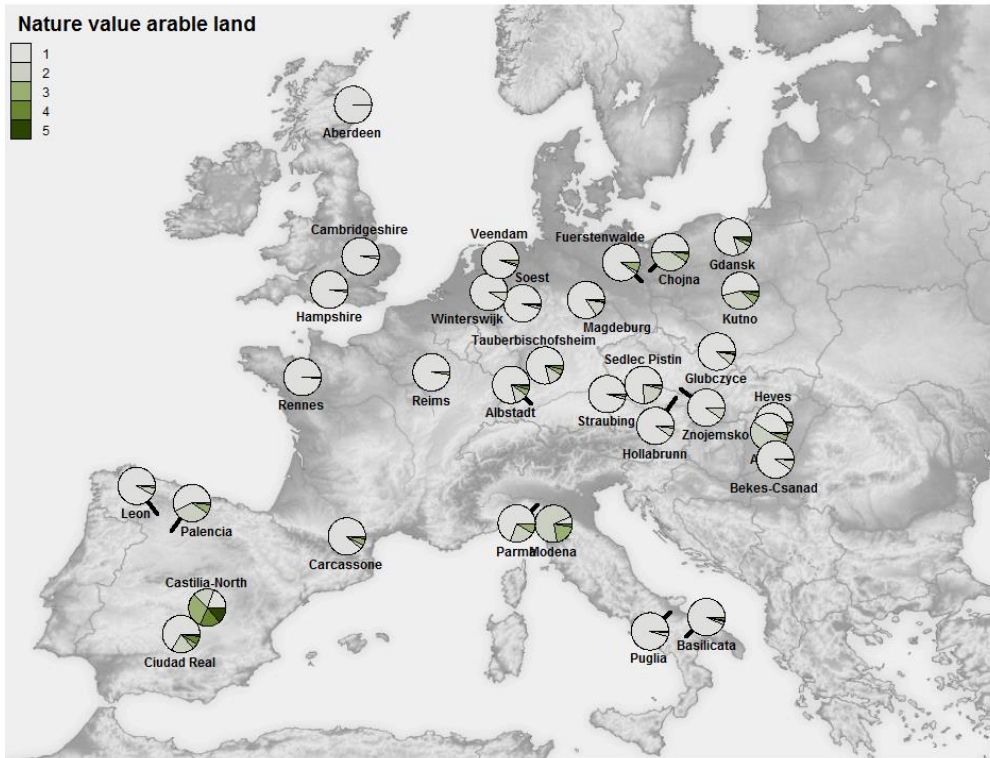 Nature value arable land
1
2
3
4
5
Aberdeen
Cambridgeshire
Hampshire
Veendam
Soest
Winterswijk
Fuerstenwalde
Chojna
Gdansk
Kutno
Magdeburg
Tauberbischofsheim
Albstadt
Rennes
Reims
Sedlec Pistin
Glubczyce
Straubing
Znojemsko
Hollabrunn
Heves
A
Bekes-Csanad
Leon
Palencia
Carcassone
Parma
Modena
Castilia-North
Ciudad Real
Puglia
Basilicata